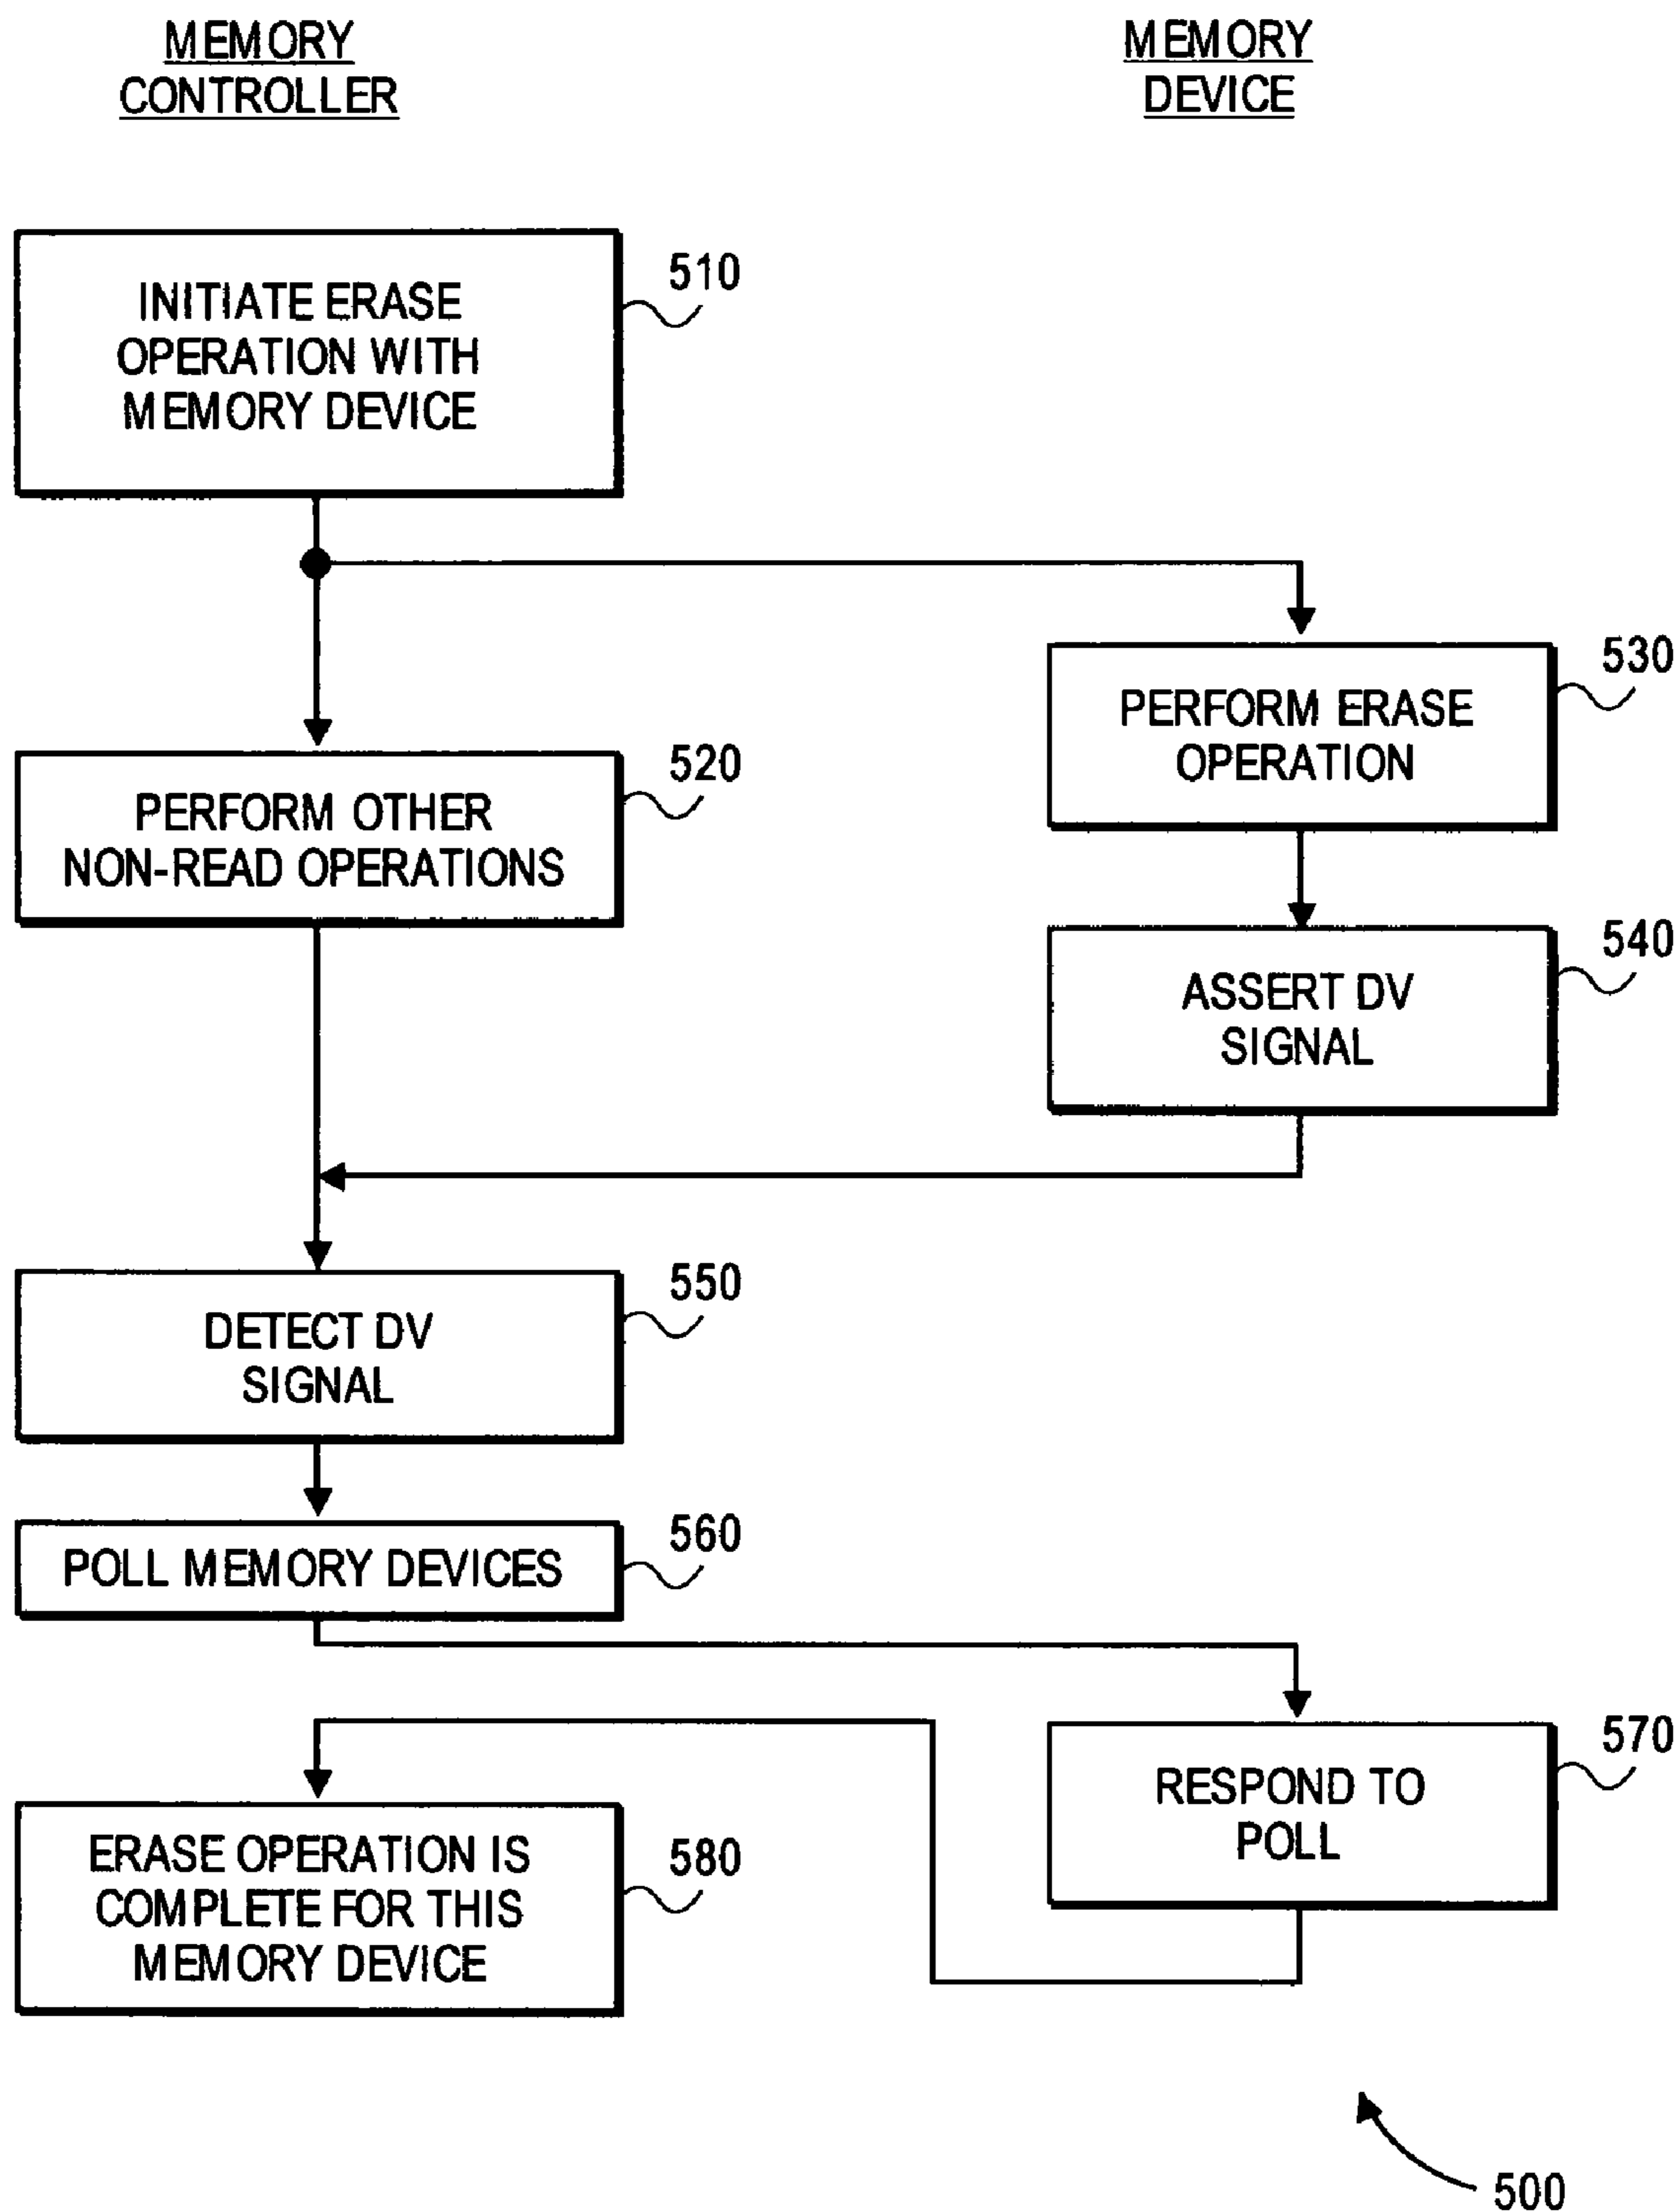 MEMORY
CONTROLLER
MEMORY
DEVICE
INITIATE ERASE
OPERATION WITH
MEMORY DEVICE
510
PERFORM ERASE
OPERATION
530
PERFORM OTHER
NON-READ OPERATIONS
520
ASSERT DV
SIGNAL
540
DETECT DV
SIGNAL
550
POLL MEMORY DEVICES
560
RESPOND TO
POLL
570
ERASE OPERATION IS
COMPLETE FOR THIS
MEMORY DEVICE
580
500